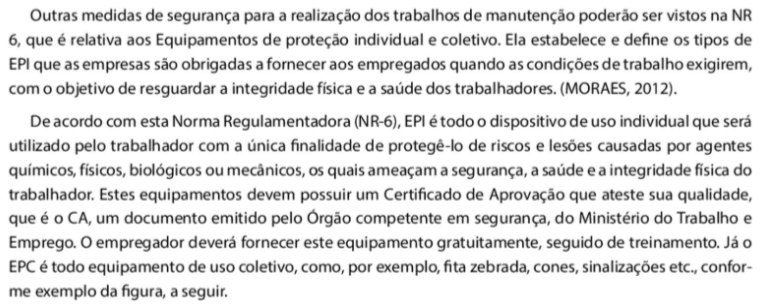 Outras medidas de segurança para a realização dos trabalhos de manutenção poderão ser vistos na NR
6, que é relativa aos Equipamentos de proteção individual e coletivo. Ela estabelece e define os tipos de
EPI que as empresas são obrigadas a fornecer aos empregados quando as condições de trabalho exigirem,
com o objetivo de resguardar a integridade física e a saúde dos trabalhadores. (MORAES, 2012).
De acordo com esta Norma Regulamentadora (NR-6), EPI é todo o dispositivo de uso individual que será
utilizado pelo trabalhador com a única finalidade de protegê-lo de riscos e lesões causadas por agentes
químicos, físicos, biológicos ou mecânicos, os quais ameaçam a segurança, a saúde e a integridade física do
trabalhador. Estes equipamentos devem possuir um Certificado de Aprovação que ateste sua qualidade,
que é o CA, um documento emitido pelo Órgão competente em segurança, do Ministério do Trabalho e
Emprego. O empregador deverá fornecer este equipamento gratuitamente, seguido de treinamento. Já o
EPC é todo equipamento de uso coletivo, como, por exemplo, fita zebrada, cones, sinalizações etc., confor-
me exemplo da figura, a seguir.